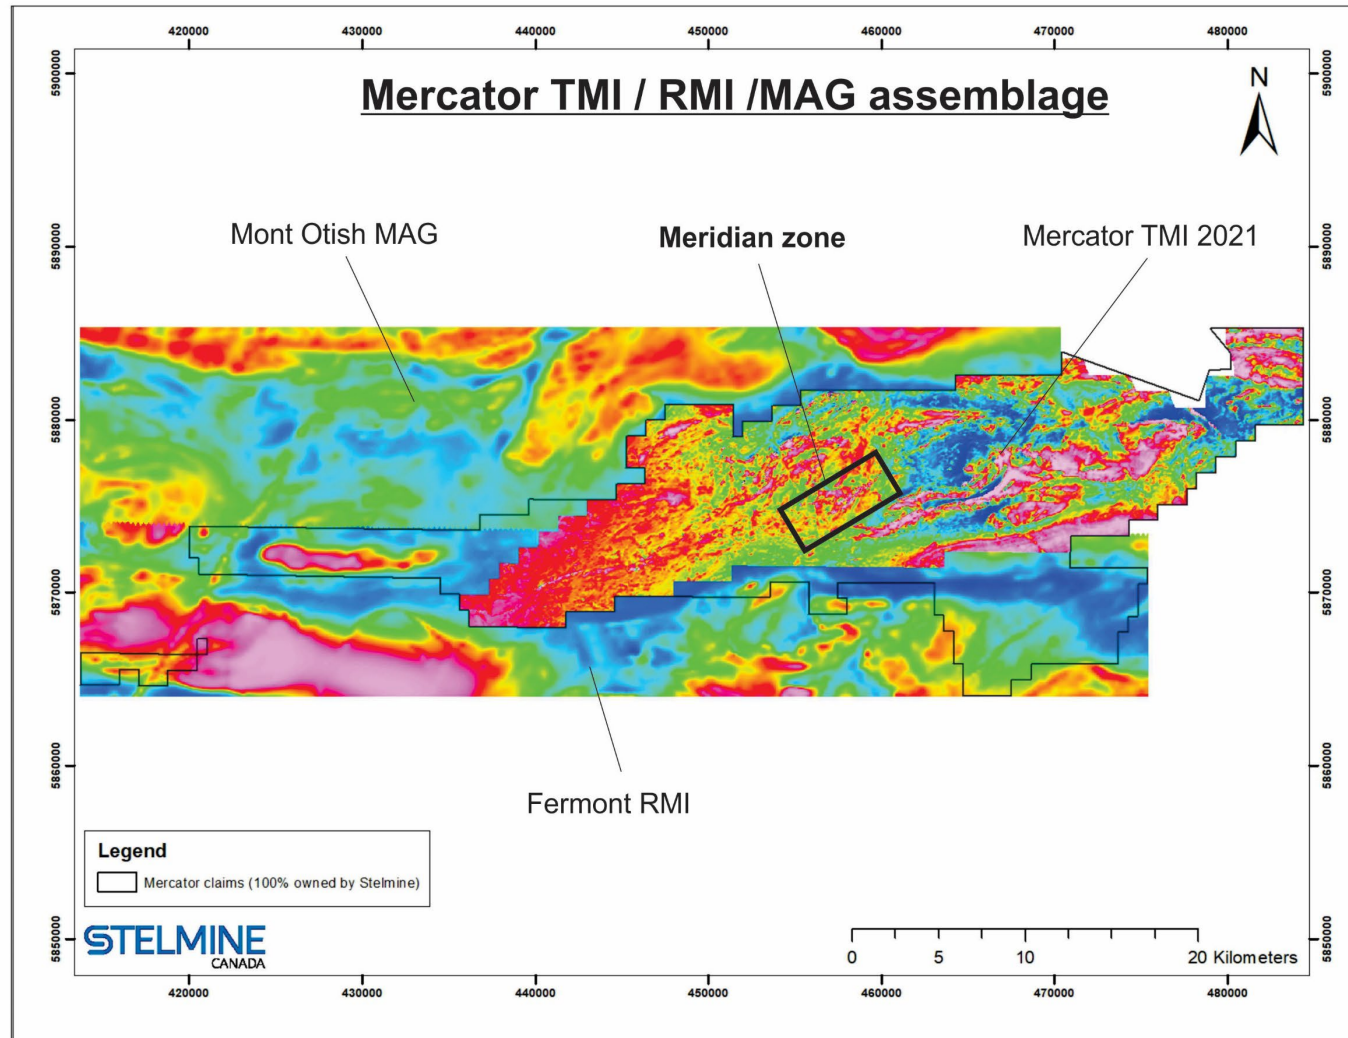 420000 430000 440000 450000 460000 470000 480000
Mercator TMI / RMI /MAG assemblage
N
5900000 5900000
Mont Otish MAG
Meridian zone
Mercator TMI 2021
5890000 5890000
5880000 5880000
5870000 5870000
5860000 5860000
Fermont RMI
Legend
Mercator claims (100% owned by Stelmine)
STELMINE
CANADA
5850000 5850000
0 5 10 20 Kilometers
420000 430000 440000 450000 460000 470000 480000